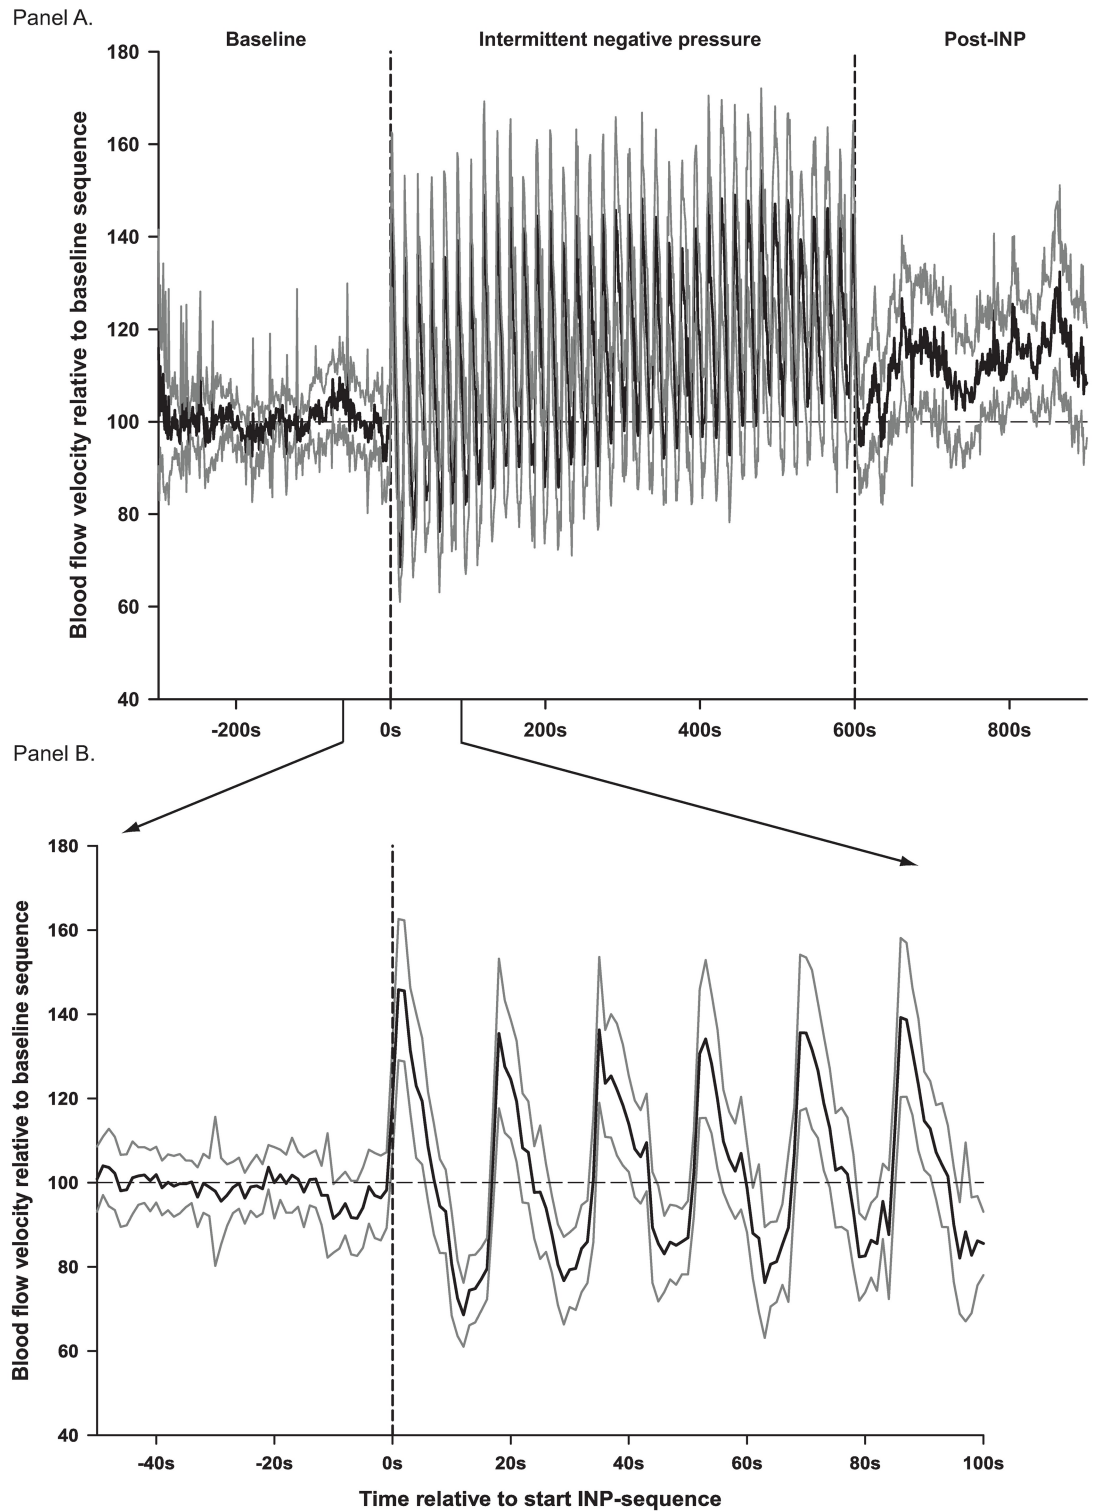 Panel A.
Baseline Intermittent negative pressure Post-INP
180
160
140
120
100
80
60
40
Blood flow velocity relative to baseline sequence
-200s 0s 200s 400s 600s 800s
Panel B.
180
160
140
120
100
80
60
40
Blood flow velocity relative to baseline sequence
-40s -20s 0s 20s 40s 60s 80s 100s
Time relative to start INP-sequence